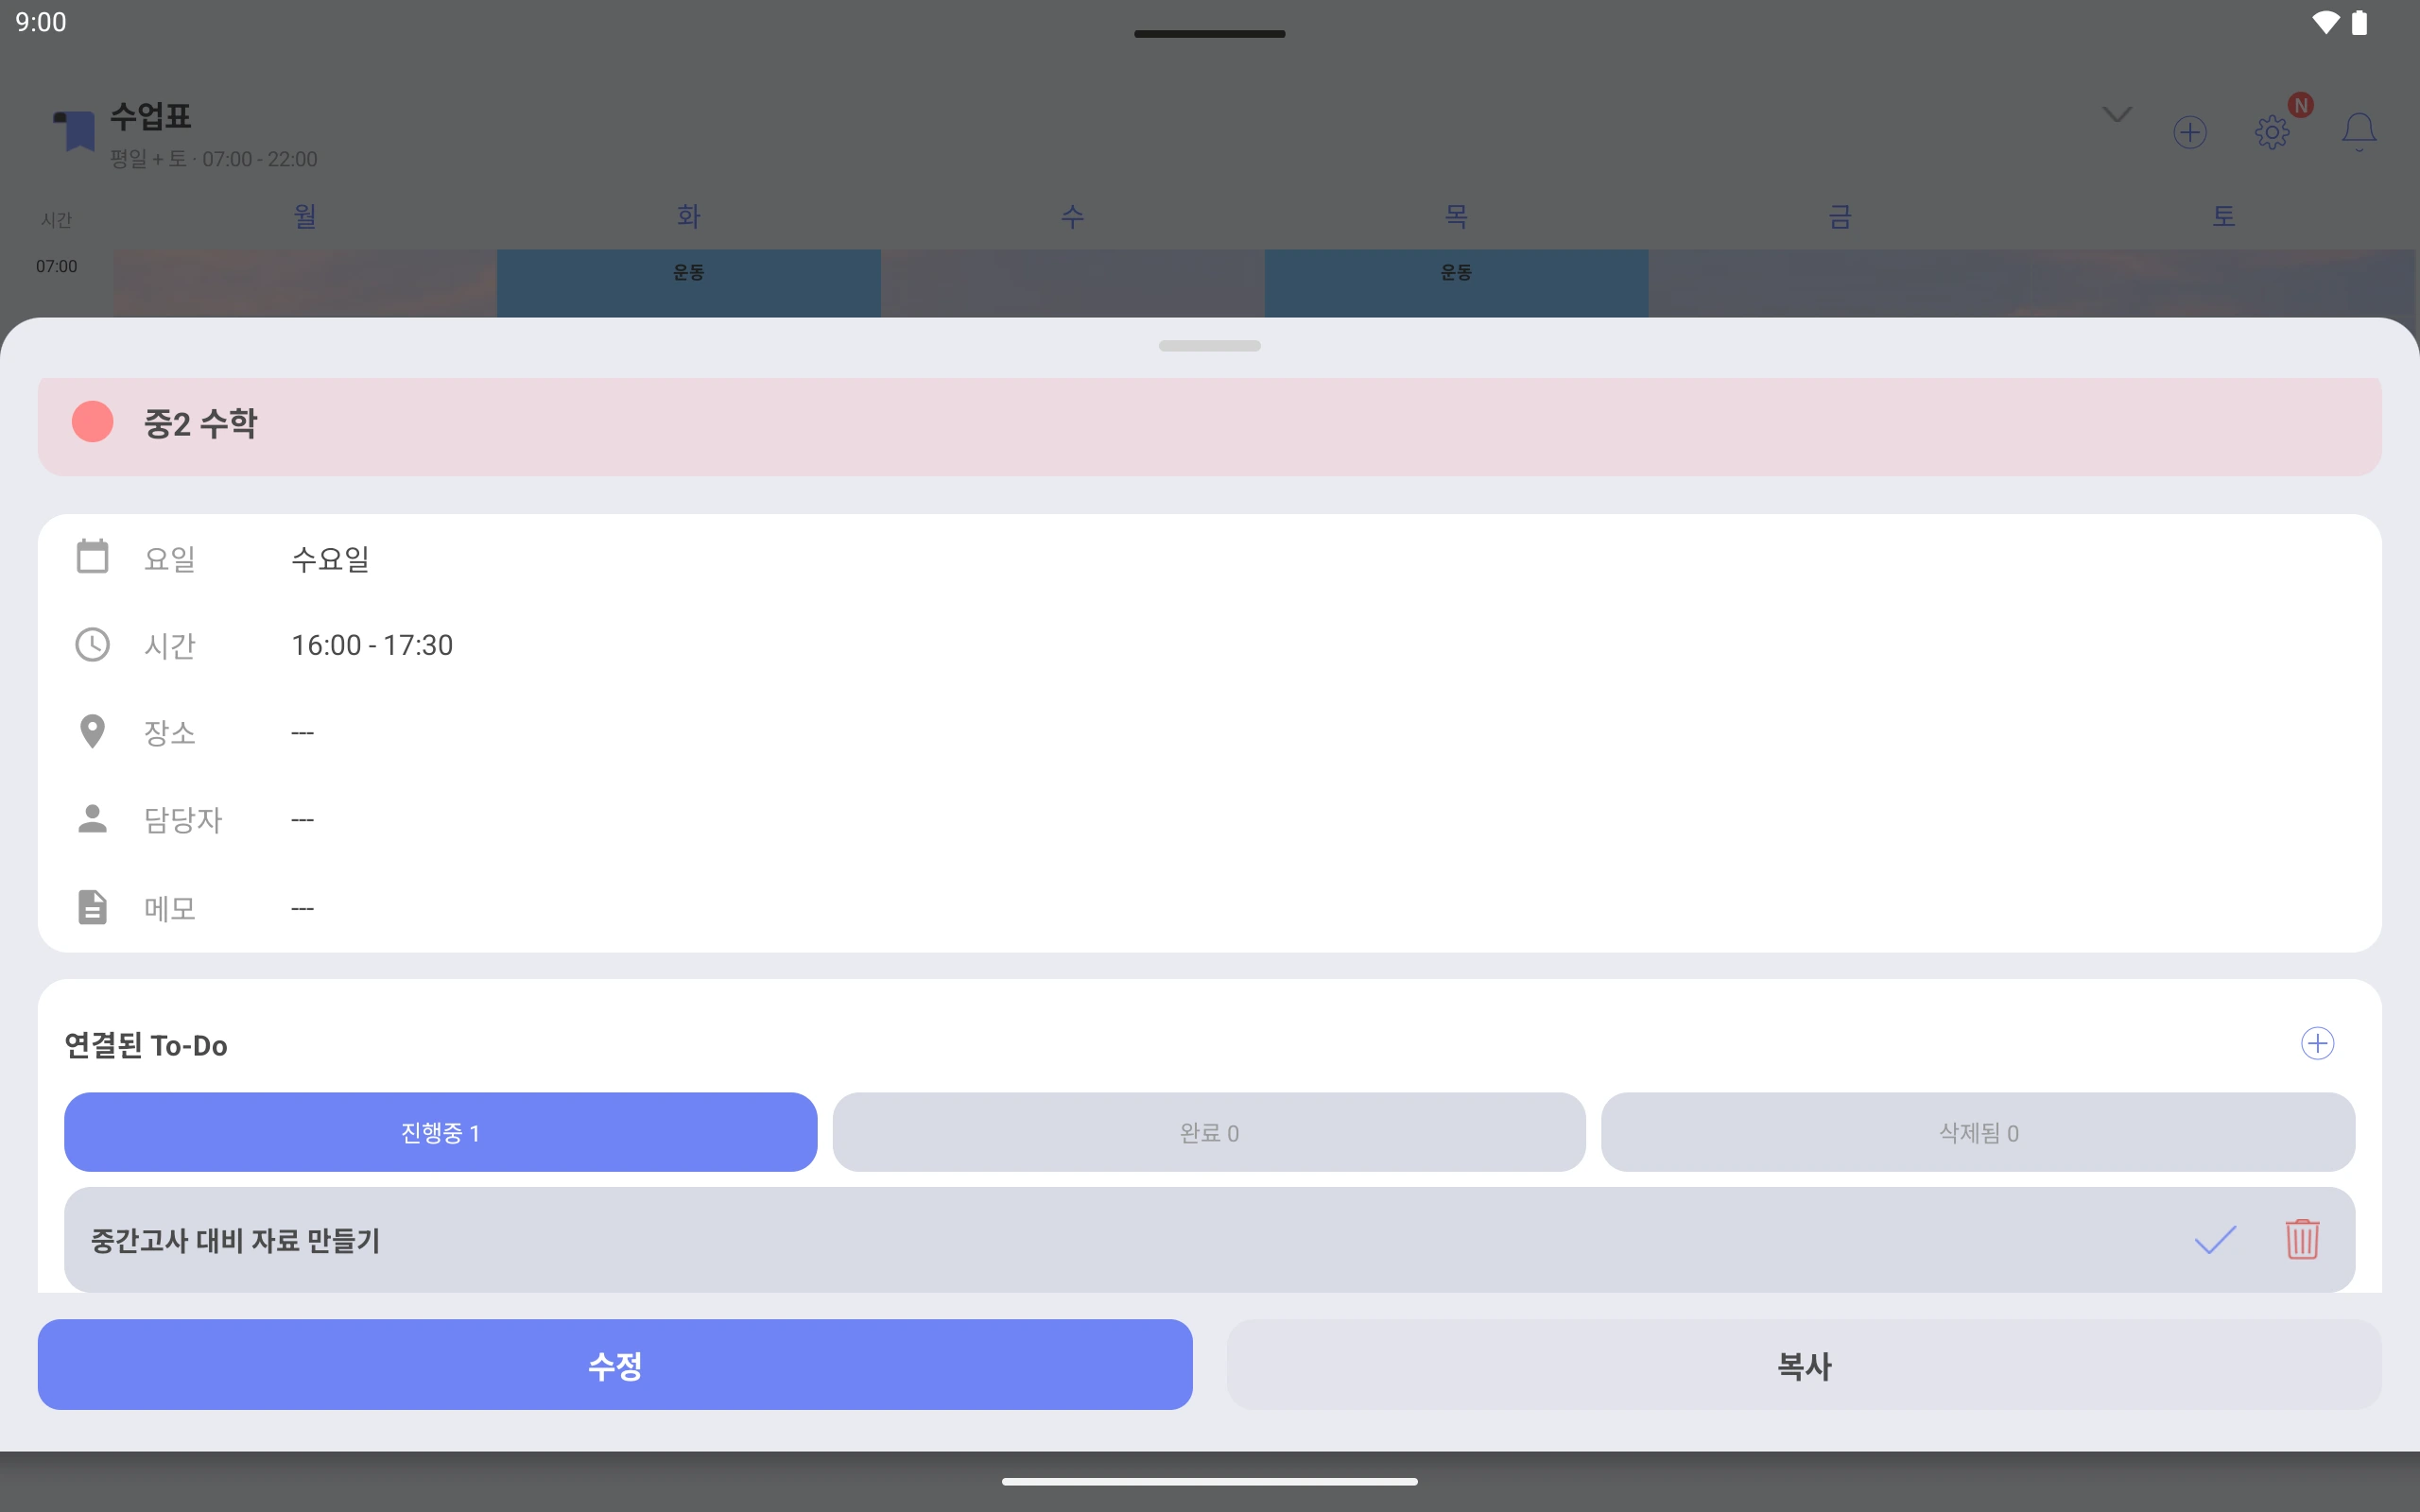 9:00
수업표
N
평일 + 토 · 07:00 - 22:00
시간 월 화 수 목 금 토
07:00 운동 운동
중2 수학
요일 수요일
시간 16:00 - 17:30
장소 ---
담당자 ---
메모 ---
연결된 To-Do
진행중 1 완료 0 삭제됨 0
중간고사 대비 자료 만들기
수정 복사